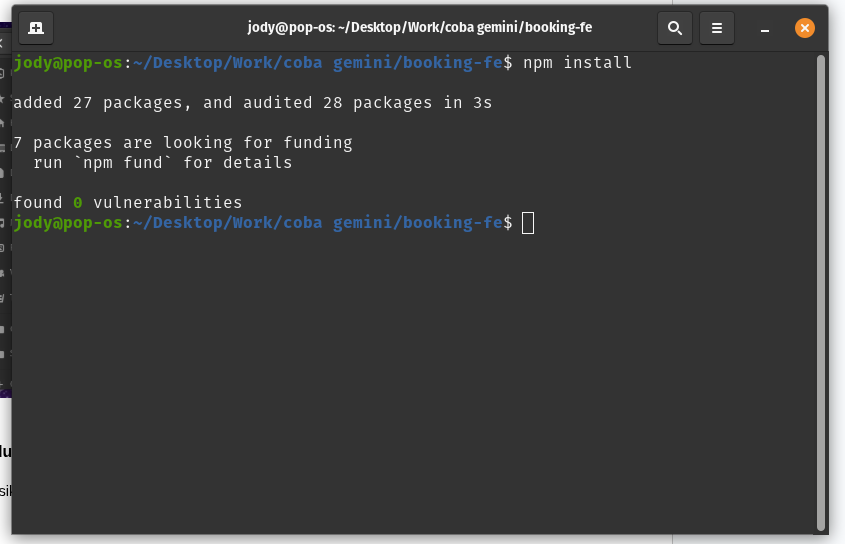 jody@pop-os: ~/Desktop/Work/coba gemini/booking-fe
jody@pop-os:~/Desktop/Work/coba gemini/booking-fe$ npm install
added 27 packages, and audited 28 packages in 3s
7 packages are looking for funding
run `npm fund` for details
found 0 vulnerabilities
jody@pop-os:~/Desktop/Work/coba gemini/booking-fe$